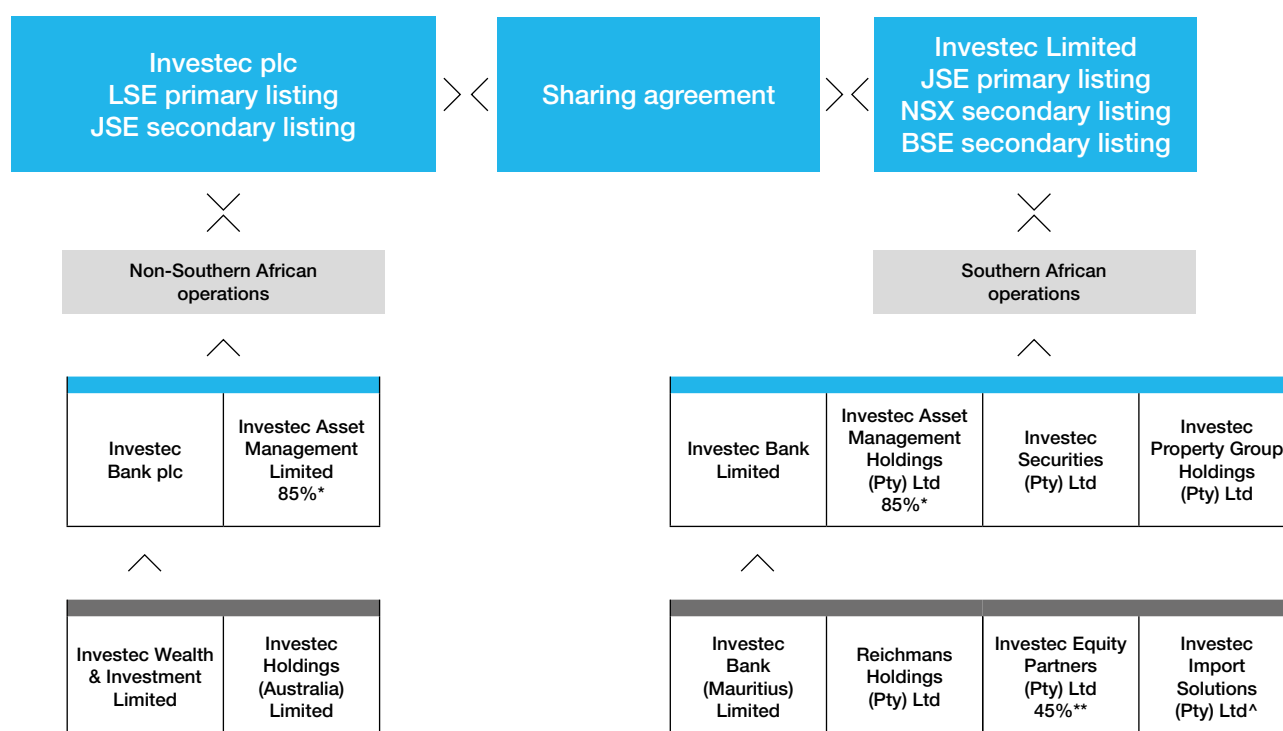 Investec plc
LSE primary listing
JSE secondary listing
Sharing agreement
Investec Limited
JSE primary listing
NSX secondary listing
BSE secondary listing
Non-Southern African
operations
Southern African
operations
Investec
Bank plc
Investec Asset
Management
Limited
85%*
Investec Bank
Limited
Investec Asset
Management
Holdings
(Pty) Ltd
85%*
Investec
Securities
(Pty) Ltd
Investec
Property Group
Holdings
(Pty) Ltd
Investec Wealth
& Investment
Limited
Investec
Holdings
(Australia)
Limited
Investec
Bank
(Mauritius)
Limited
Reichmans
Holdings
(Pty) Ltd
Investec Equity
Partners
(Pty) Ltd
45%**
Investec
Import
Solutions
(Pty) Ltd^